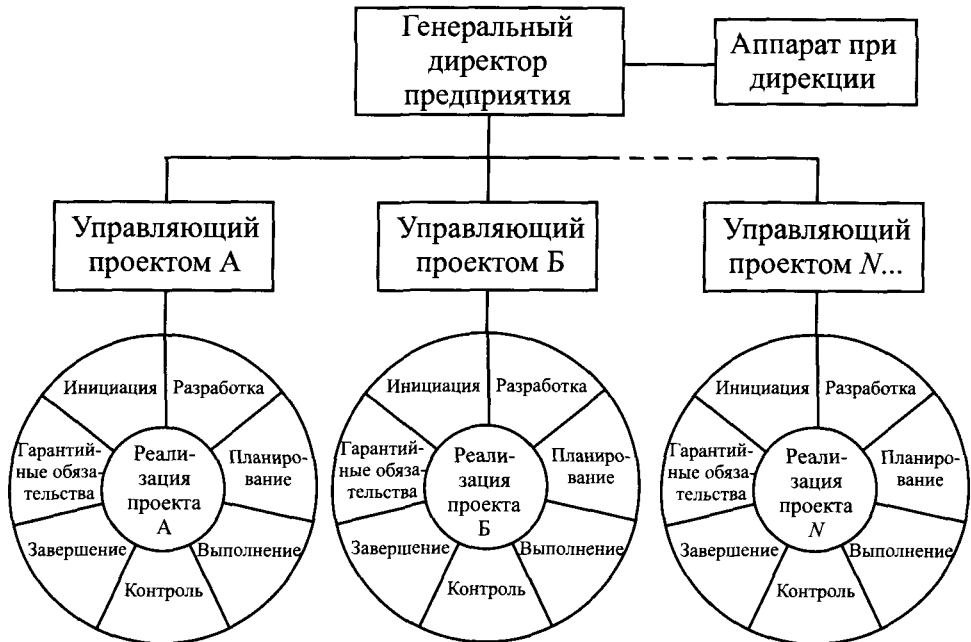 Генеральный
директор
предприятия
Аппарат при
дирекции
Управляющий
проектом А
Управляющий
проектом Б
Управляющий
проектом N...
Инициация
Разработка
Гарантий-
ные обяза-
тельства
Реали-
зация
проекта
А
Планиро-
вание
Завершение
Выполнение
Контроль
Инициация
Разработка
Гарантий-
ные обяза-
тельства
Реали-
зация
проекта
Б
Планиро-
вание
Завершение
Выполнение
Контроль
Инициация
Разработка
Гарантий-
ные обяза-
тельства
Реали-
зация
проекта
N
Планиро-
вание
Завершение
Выполнение
Контроль